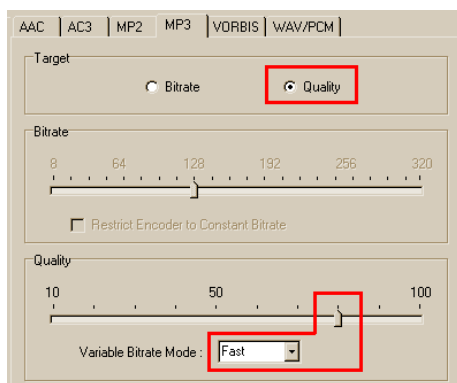 AAC AC3 MP2 MP3 VORBIS WAV/PCM
Target
Bitrate Quality
Bitrate
8 64 128 192 256 320
Restrict Encoder to Constant Bitrate
Quality
10 50 100
Variable Bitrate Mode : Fast